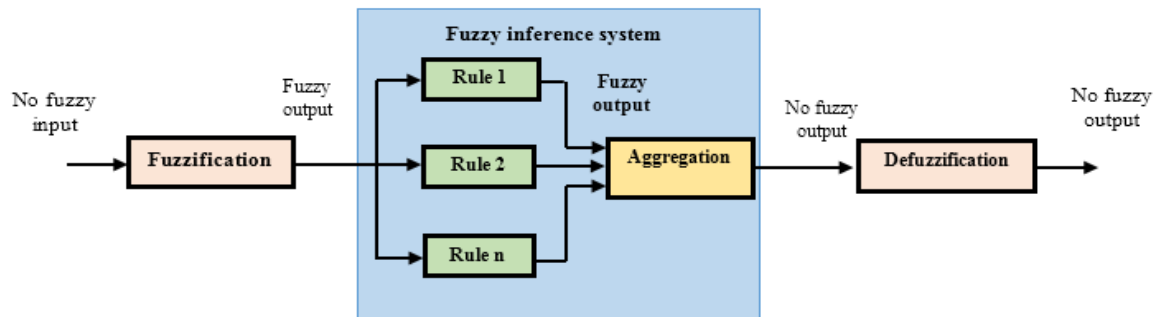 Fuzzy inference system
No fuzzy
input
Fuzzification
Fuzzy
output
Rule 1
Rule 2
Rule n
Fuzzy
output
Aggregation
No fuzzy
output
Defuzzification
No fuzzy
output